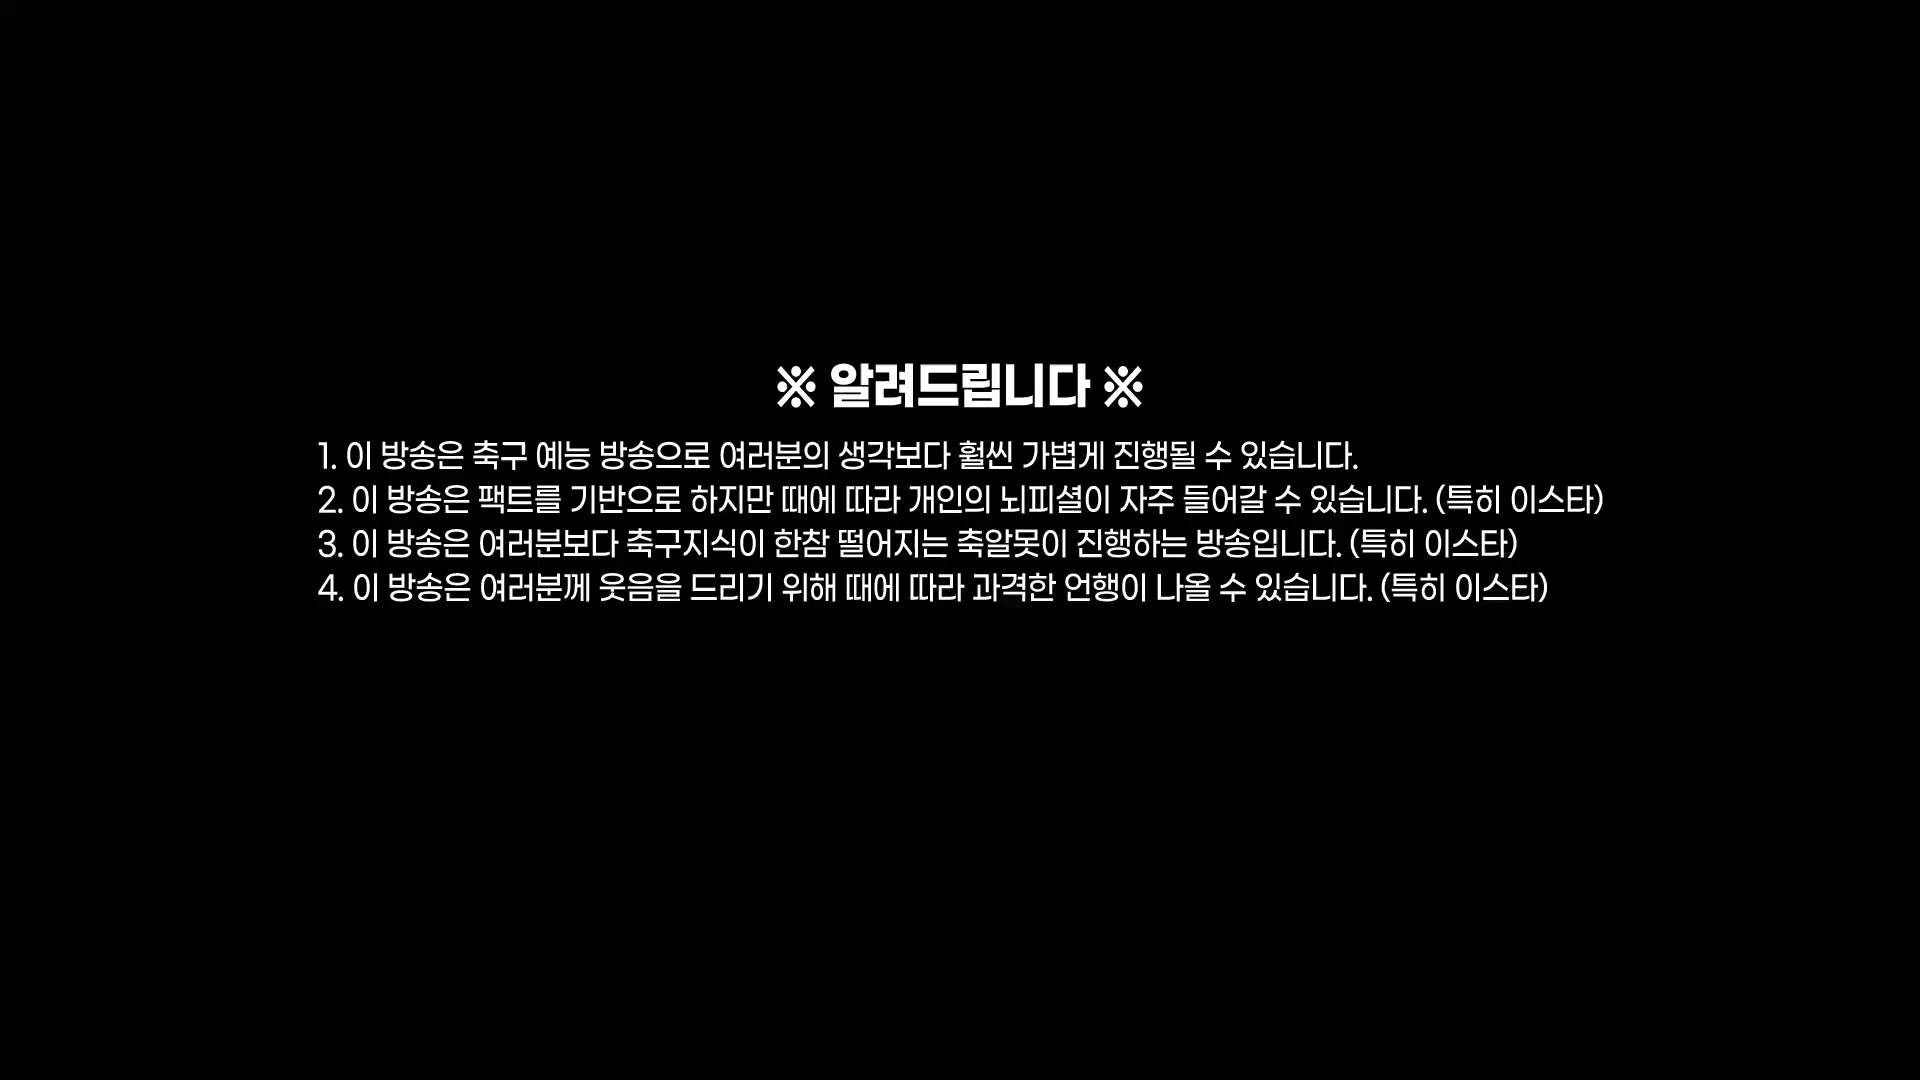 ※ 알려드립니다 ※
1. 이 방송은 축구 예능 방송으로 여러분의 생각보다 훨씬 가볍게 진행될 수 있습니다.
2. 이 방송은 팩트를 기반으로 하지만 때에 따라 개인의 뇌피셜이 자주 들어갈 수 있습니다. (특히 이스타)
3. 이 방송은 여러분보다 축구지식이 한참 떨어지는 축알못이 진행하는 방송입니다. (특히 이스타)
4. 이 방송은 여러분께 웃음을 드리기 위해 때에 따라 과격한 언행이 나올 수 있습니다. (특히 이스타)